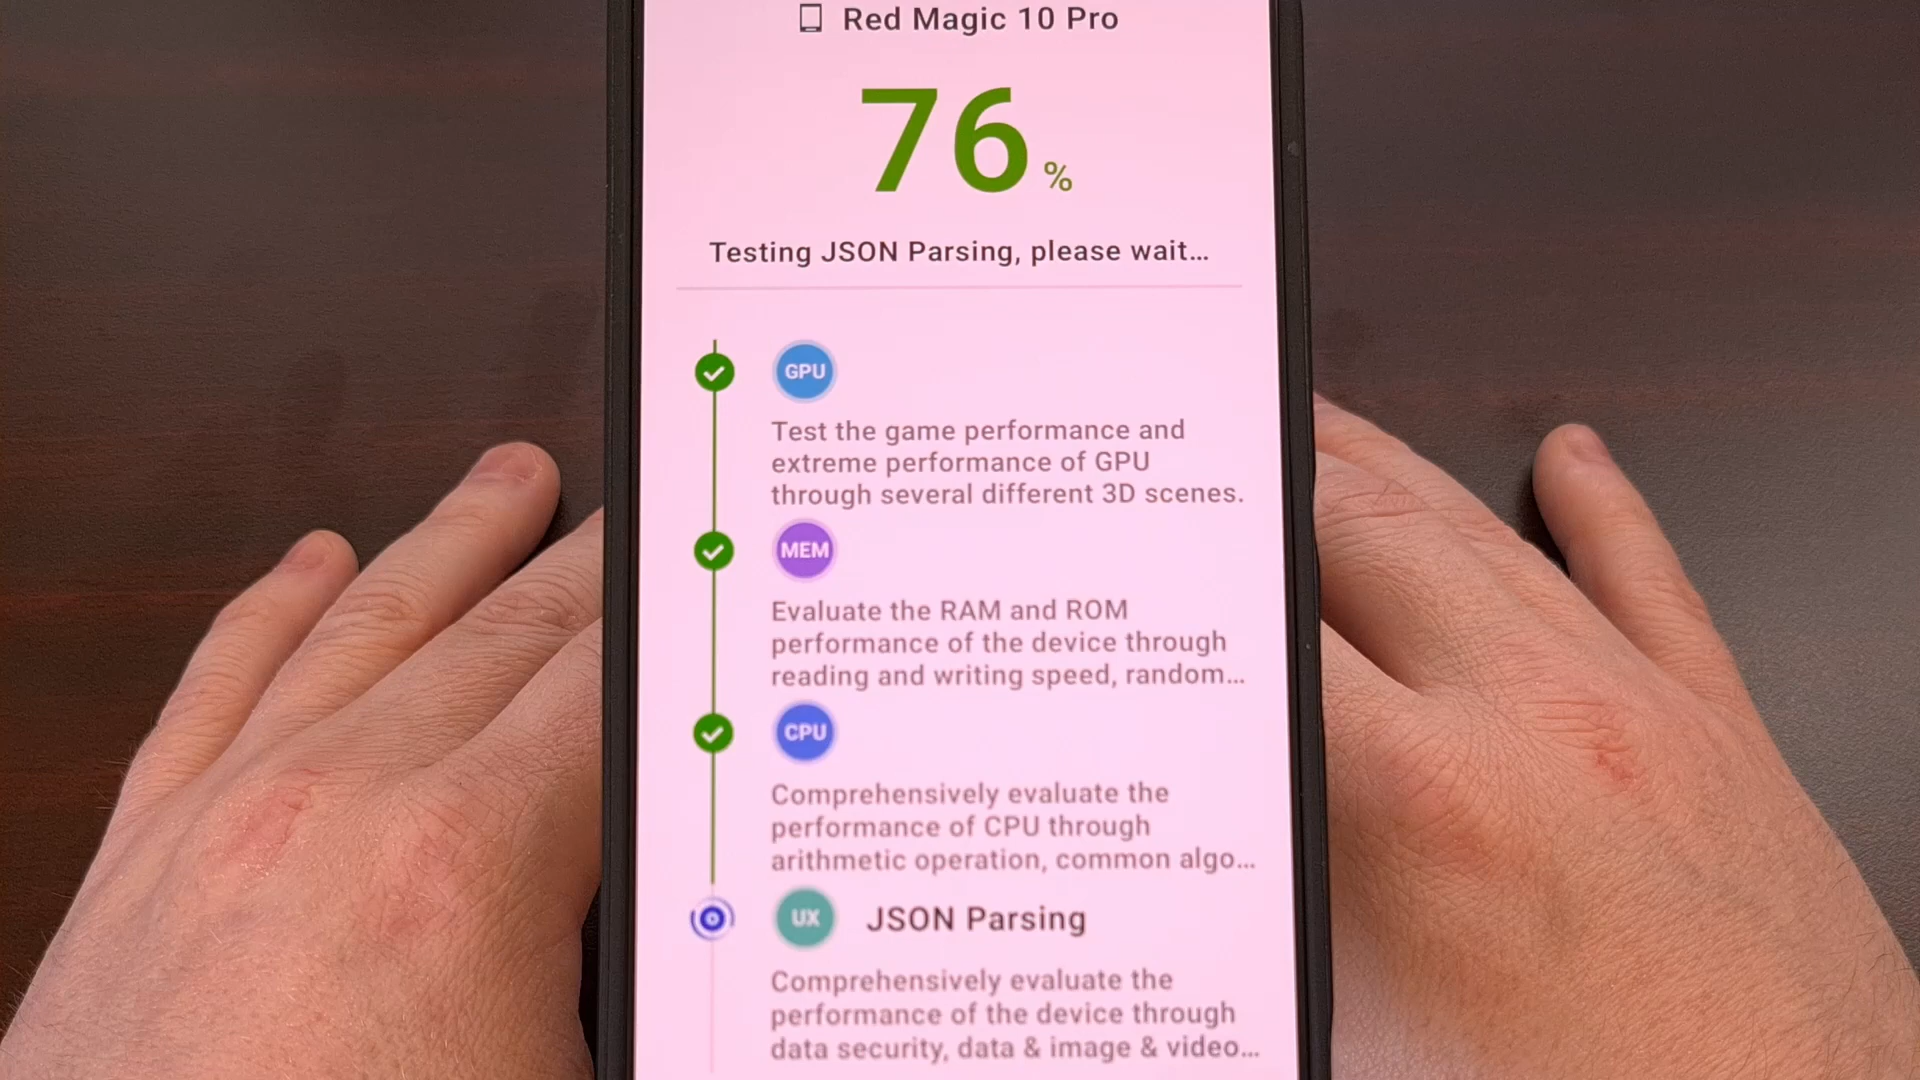 Red Magic 10 Pro
76 %
Testing JSON Parsing, please wait...
GPU
Test the game performance and
extreme performance of GPU
through several different 3D scenes.
MEM
Evaluate the RAM and ROM
performance of the device through
reading and writing speed, random...
CPU
Comprehensively evaluate the
performance of CPU through
arithmetic operation, common algo...
UX JSON Parsing
Comprehensively evaluate the
performance of the device through
data security, data & image & video...